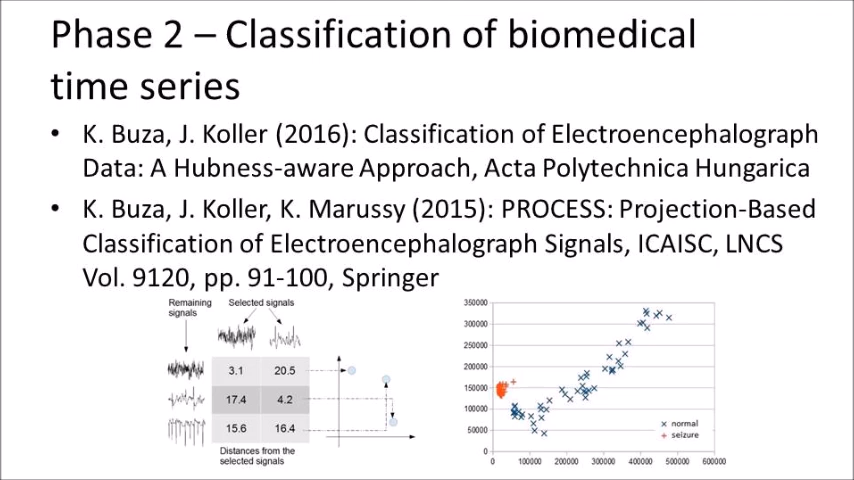 Phase 2 – Classification of biomedical
time series
• K. Buza, J. Koller (2016): Classification of Electroencephalograph
Data: A Hubness-aware Approach, Acta Polytechnica Hungarica
• K. Buza, J. Koller, K. Marussy (2015): PROCESS: Projection-Based
Classification of Electroencephalograph Signals, ICAISC, LNCS
Vol. 9120, pp. 91-100, Springer
Remaining
signals
Selected signals
3.1 20.5
17.4 4.2
15.6 16.4
Distances from the
selected signals
350000
300000
250000
200000
150000
100000
50000
0
normal
seizure
0 100000 200000 300000 400000 500000 600000